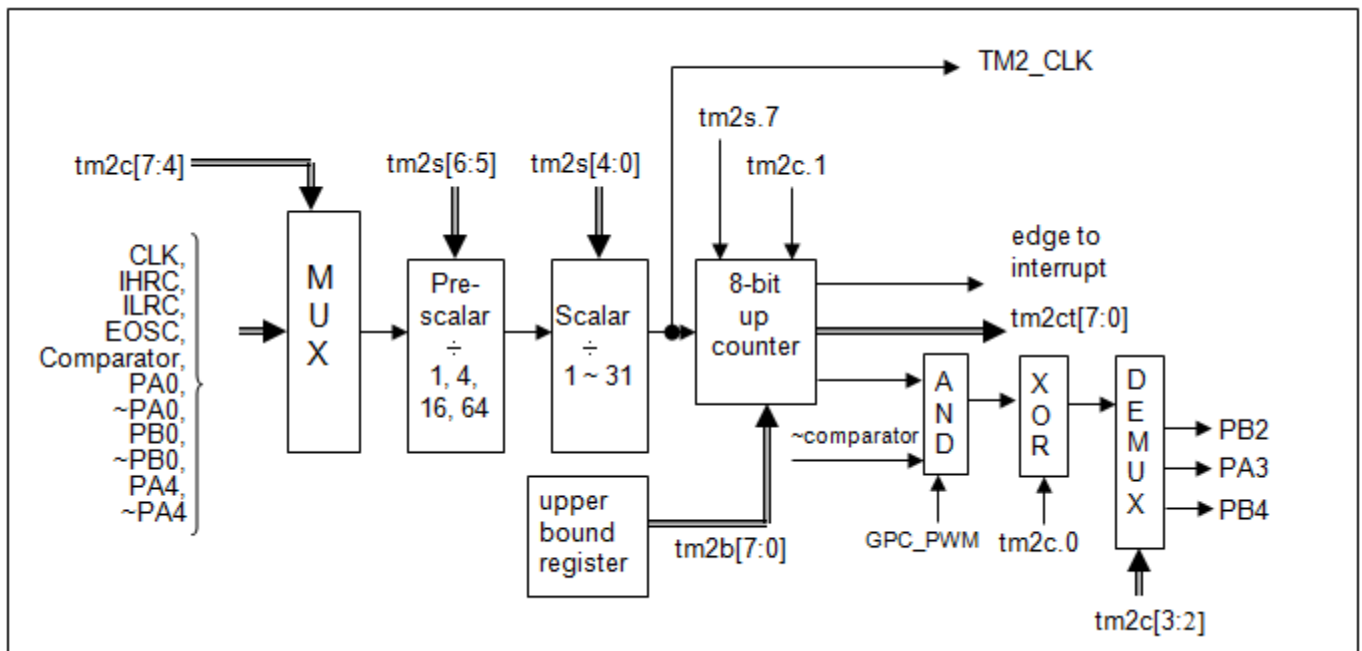 TM2_CLK
tm2s.7
tm2c[7:4]
tm2s[6:5]
tm2s[4:0]
tm2c.1
CLK,
IHRC,
ILRC,
EOSC,
Comparator,
PA0,
~PA0,
PB0,
~PB0,
PA4,
~PA4
M
U
X
Pre-
scalar
÷
1, 4,
16, 64
Scalar
÷
1 ~ 31
8-bit
up
counter
edge to
interrupt
tm2ct[7:0]
A
N
D
X
O
R
D
E
M
U
X
~comparator
PB2
PA3
PB4
upper
bound
register
tm2b[7:0]
GPC_PWM
tm2c.0
tm2c[3:2]